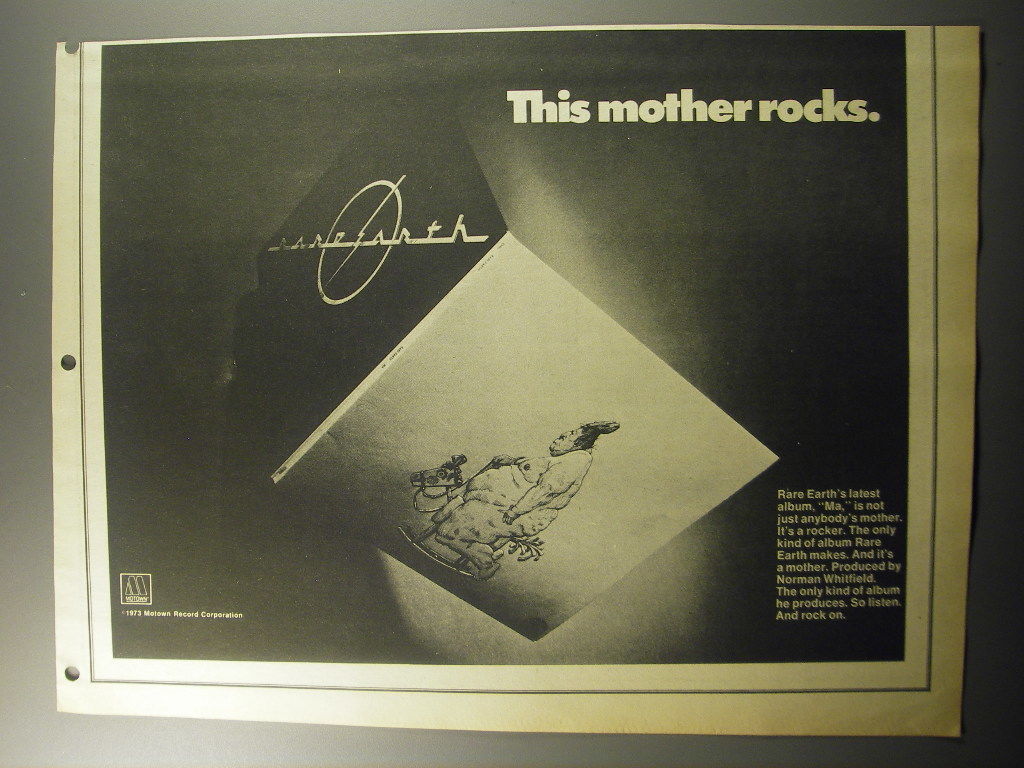 This mother rocks.
rare earth
Rare Earth's latest
album, "Ma," is not
just anybody's mother.
It's a rocker. The only
kind of album Rare
Earth makes. And it's
a mother. Produced by
Norman Whitfield.
The only kind of album
he produces. So listen.
And rock on.
MOTOWN
©1973 Motown Record Corporation